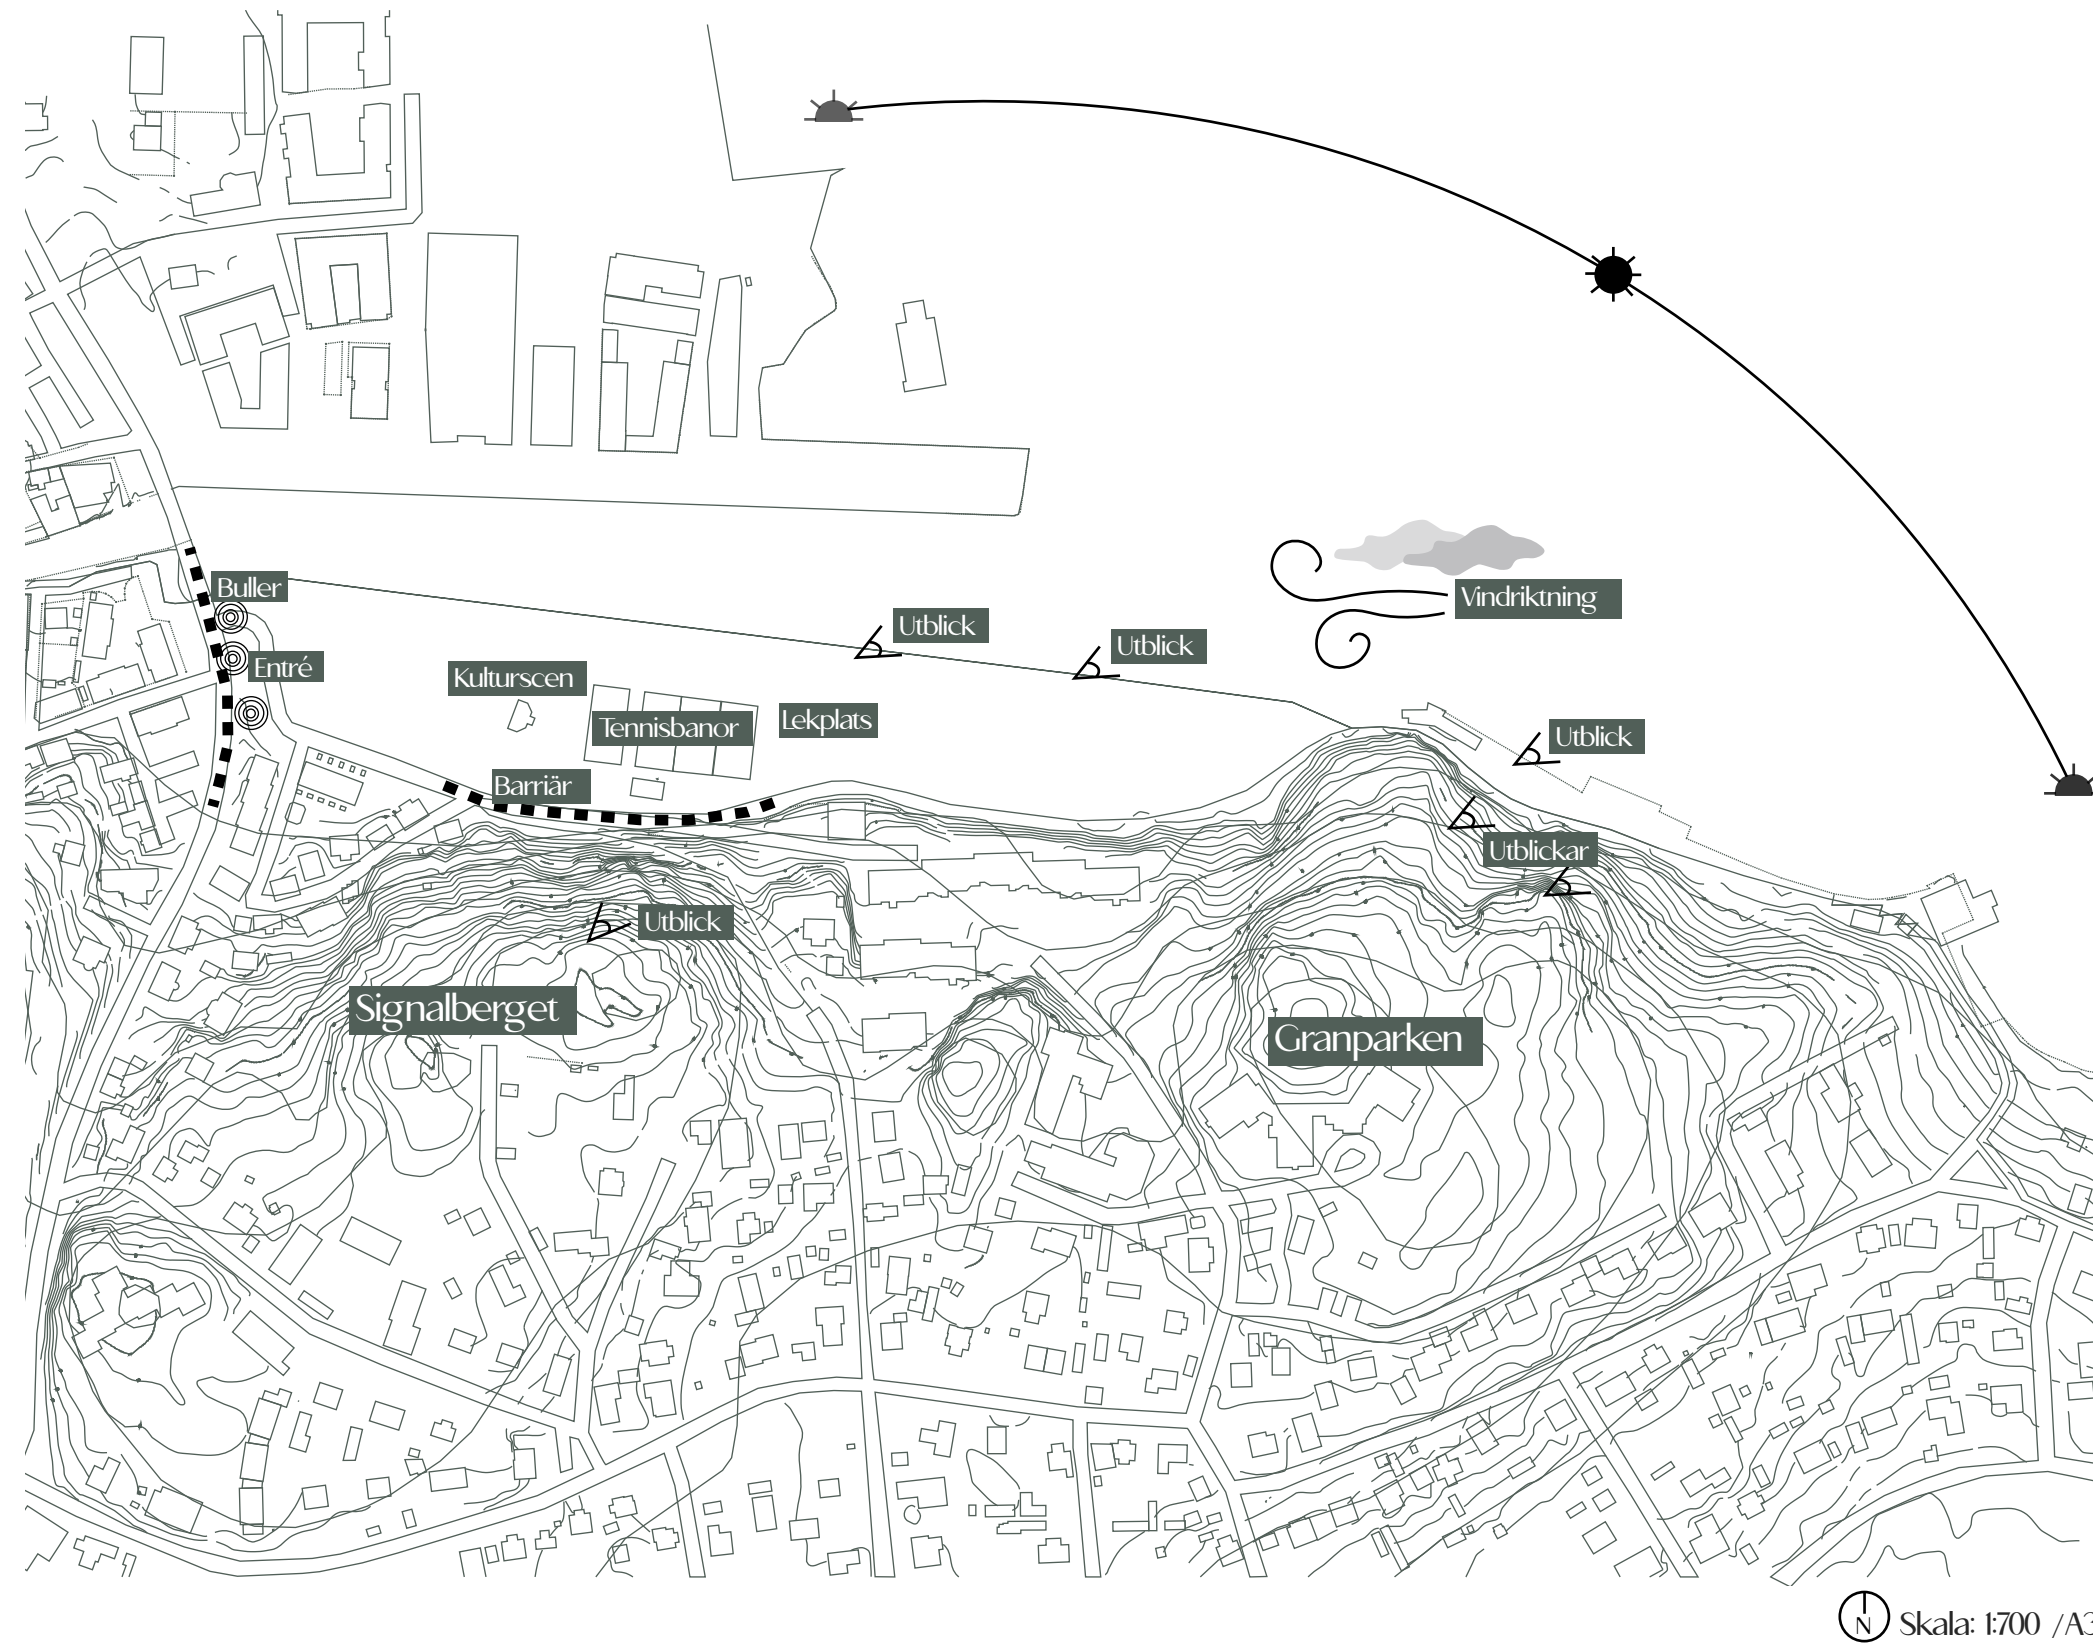 Buller
Vindriktning
Utblick
Utblick
Entré
Kulturscen
Lekplats
Tennisbanor
Utblick
Barriär
Utblickar
Utblick
Signalberget
Granparken
N
Skala: 1:700 /A3